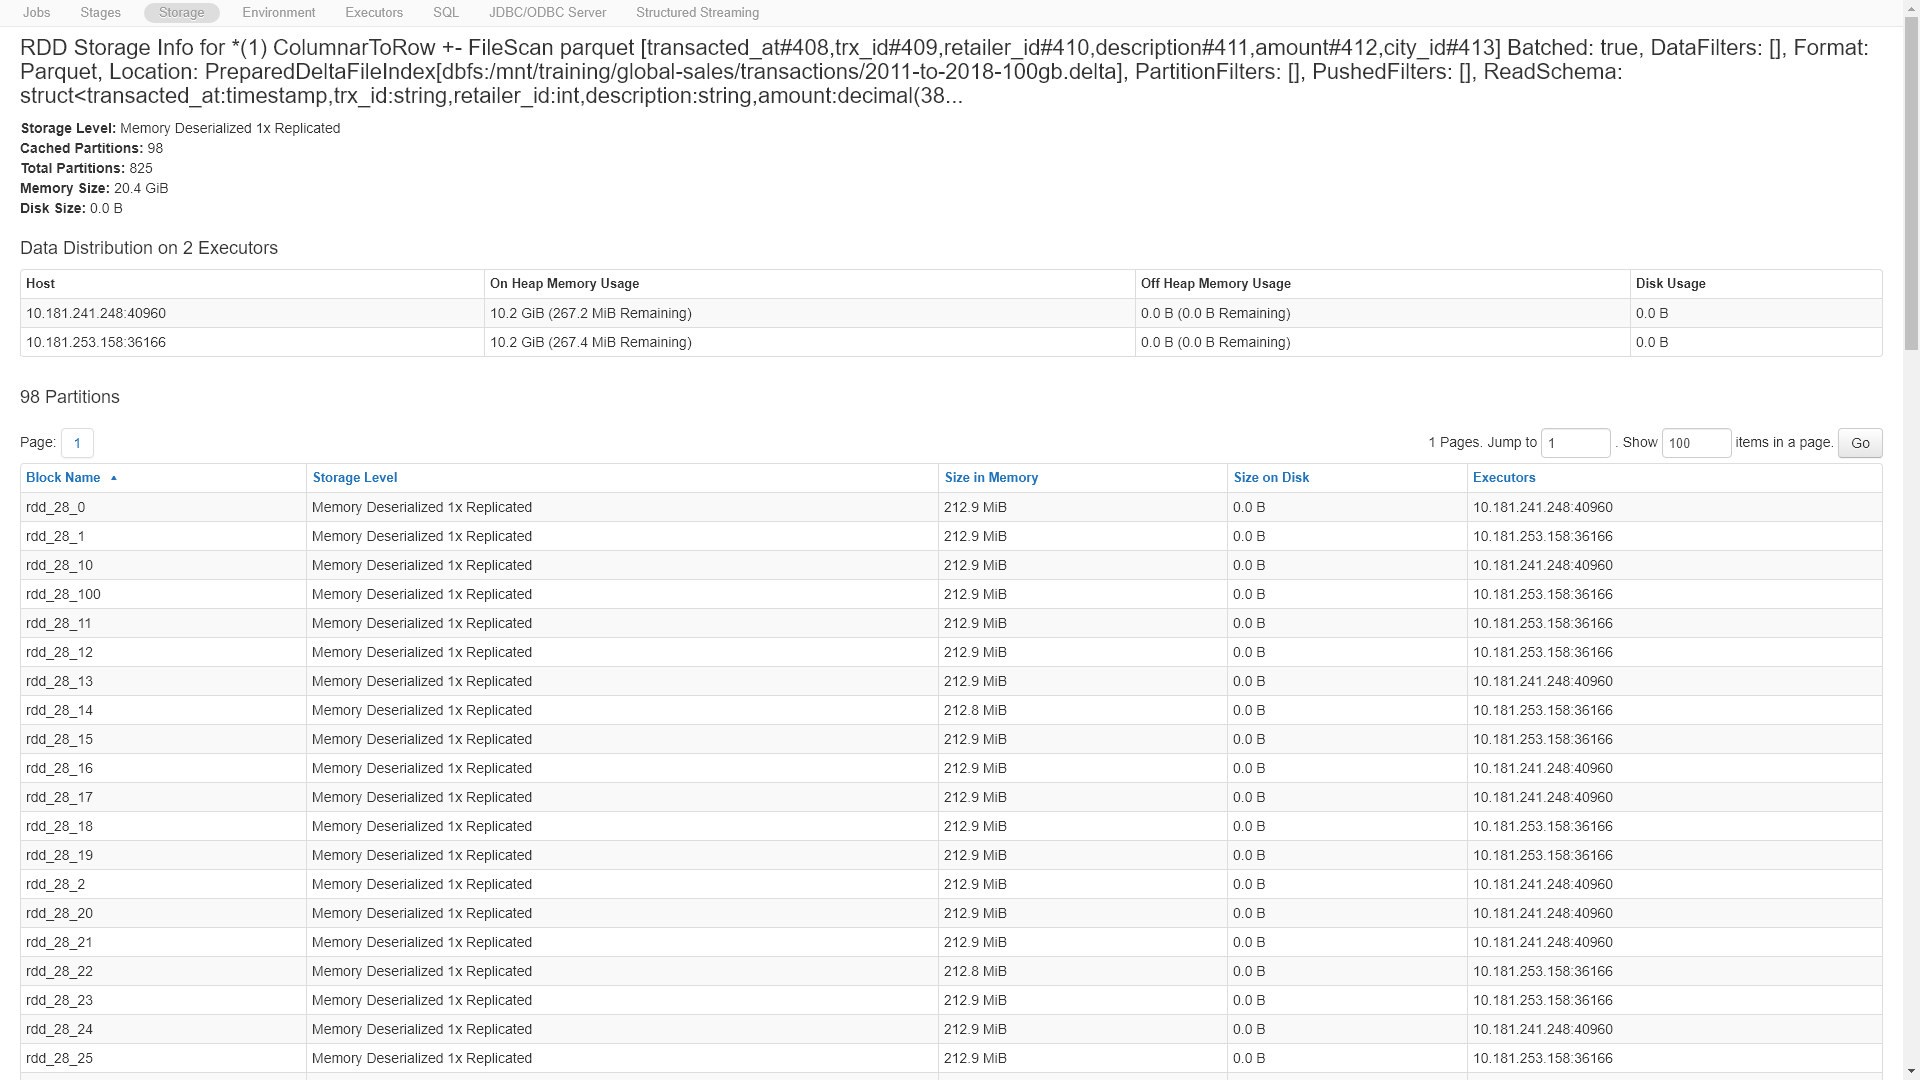 Jobs Stages Storage Environment Executors SQL JDBC/ODBC Server Structured Streaming
RDD Storage Info for *(1) ColumnarToRow +- FileScan parquet [transacted_at#408,trx_id#409,retailer_id#410,description#411,amount#412,city_id#413] Batched: true, DataFilters: [], Format:
Parquet, Location: PreparedDeltaFileIndex[dbfs:/mnt/training/global-sales/transactions/2011-to-2018-100gb.delta], PartitionFilters: [], PushedFilters: [], ReadSchema:
struct<transacted_at:timestamp,trx_id:string,retailer_id:int,description:string,amount:decimal(38...
Storage Level: Memory Deserialized 1x Replicated
Cached Partitions: 98
Total Partitions: 825
Memory Size: 20.4 GiB
Disk Size: 0.0 B
Data Distribution on 2 Executors
Host On Heap Memory Usage Off Heap Memory Usage Disk Usage
10.181.241.248:40960 10.2 GiB (267.2 MiB Remaining) 0.0 B (0.0 B Remaining) 0.0 B
10.181.253.158:36166 10.2 GiB (267.4 MiB Remaining) 0.0 B (0.0 B Remaining) 0.0 B
98 Partitions
Page: 1 1 Pages. Jump to 1 . Show 100 items in a page. Go
Block Name ▲ Storage Level Size in Memory Size on Disk Executors
rdd_28_0 Memory Deserialized 1x Replicated 212.9 MiB 0.0 B 10.181.241.248:40960
rdd_28_1 Memory Deserialized 1x Replicated 212.9 MiB 0.0 B 10.181.253.158:36166
rdd_28_10 Memory Deserialized 1x Replicated 212.9 MiB 0.0 B 10.181.241.248:40960
rdd_28_100 Memory Deserialized 1x Replicated 212.9 MiB 0.0 B 10.181.253.158:36166
rdd_28_11 Memory Deserialized 1x Replicated 212.9 MiB 0.0 B 10.181.253.158:36166
rdd_28_12 Memory Deserialized 1x Replicated 212.9 MiB 0.0 B 10.181.253.158:36166
rdd_28_13 Memory Deserialized 1x Replicated 212.9 MiB 0.0 B 10.181.241.248:40960
rdd_28_14 Memory Deserialized 1x Replicated 212.8 MiB 0.0 B 10.181.253.158:36166
rdd_28_15 Memory Deserialized 1x Replicated 212.9 MiB 0.0 B 10.181.253.158:36166
rdd_28_16 Memory Deserialized 1x Replicated 212.9 MiB 0.0 B 10.181.241.248:40960
rdd_28_17 Memory Deserialized 1x Replicated 212.9 MiB 0.0 B 10.181.241.248:40960
rdd_28_18 Memory Deserialized 1x Replicated 212.9 MiB 0.0 B 10.181.253.158:36166
rdd_28_19 Memory Deserialized 1x Replicated 212.9 MiB 0.0 B 10.181.253.158:36166
rdd_28_2 Memory Deserialized 1x Replicated 212.9 MiB 0.0 B 10.181.241.248:40960
rdd_28_20 Memory Deserialized 1x Replicated 212.9 MiB 0.0 B 10.181.241.248:40960
rdd_28_21 Memory Deserialized 1x Replicated 212.9 MiB 0.0 B 10.181.241.248:40960
rdd_28_22 Memory Deserialized 1x Replicated 212.8 MiB 0.0 B 10.181.253.158:36166
rdd_28_23 Memory Deserialized 1x Replicated 212.9 MiB 0.0 B 10.181.253.158:36166
rdd_28_24 Memory Deserialized 1x Replicated 212.9 MiB 0.0 B 10.181.241.248:40960
rdd_28_25 Memory Deserialized 1x Replicated 212.9 MiB 0.0 B 10.181.253.158:36166